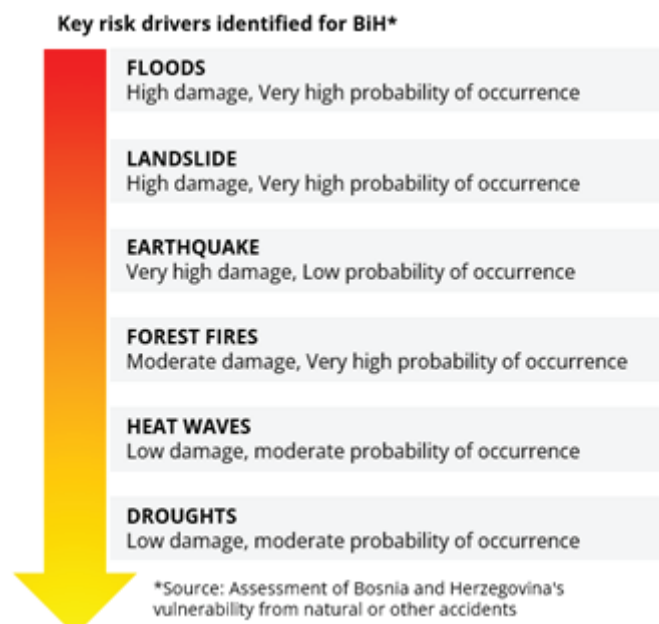 Key risk drivers identified for BiH*
FLOODS
High damage, Very high probability of occurrence
LANDSLIDE
High damage, Very high probability of occurrence
EARTHQUAKE
Very high damage, Low probability of occurrence
FOREST FIRES
Moderate damage, Very high probability of occurrence
HEAT WAVES
Low damage, moderate probability of occurrence
DROUGHTS
Low damage, moderate probability of occurrence
*Source: Assessment of Bosnia and Herzegovina's
vulnerability from natural or other accidents